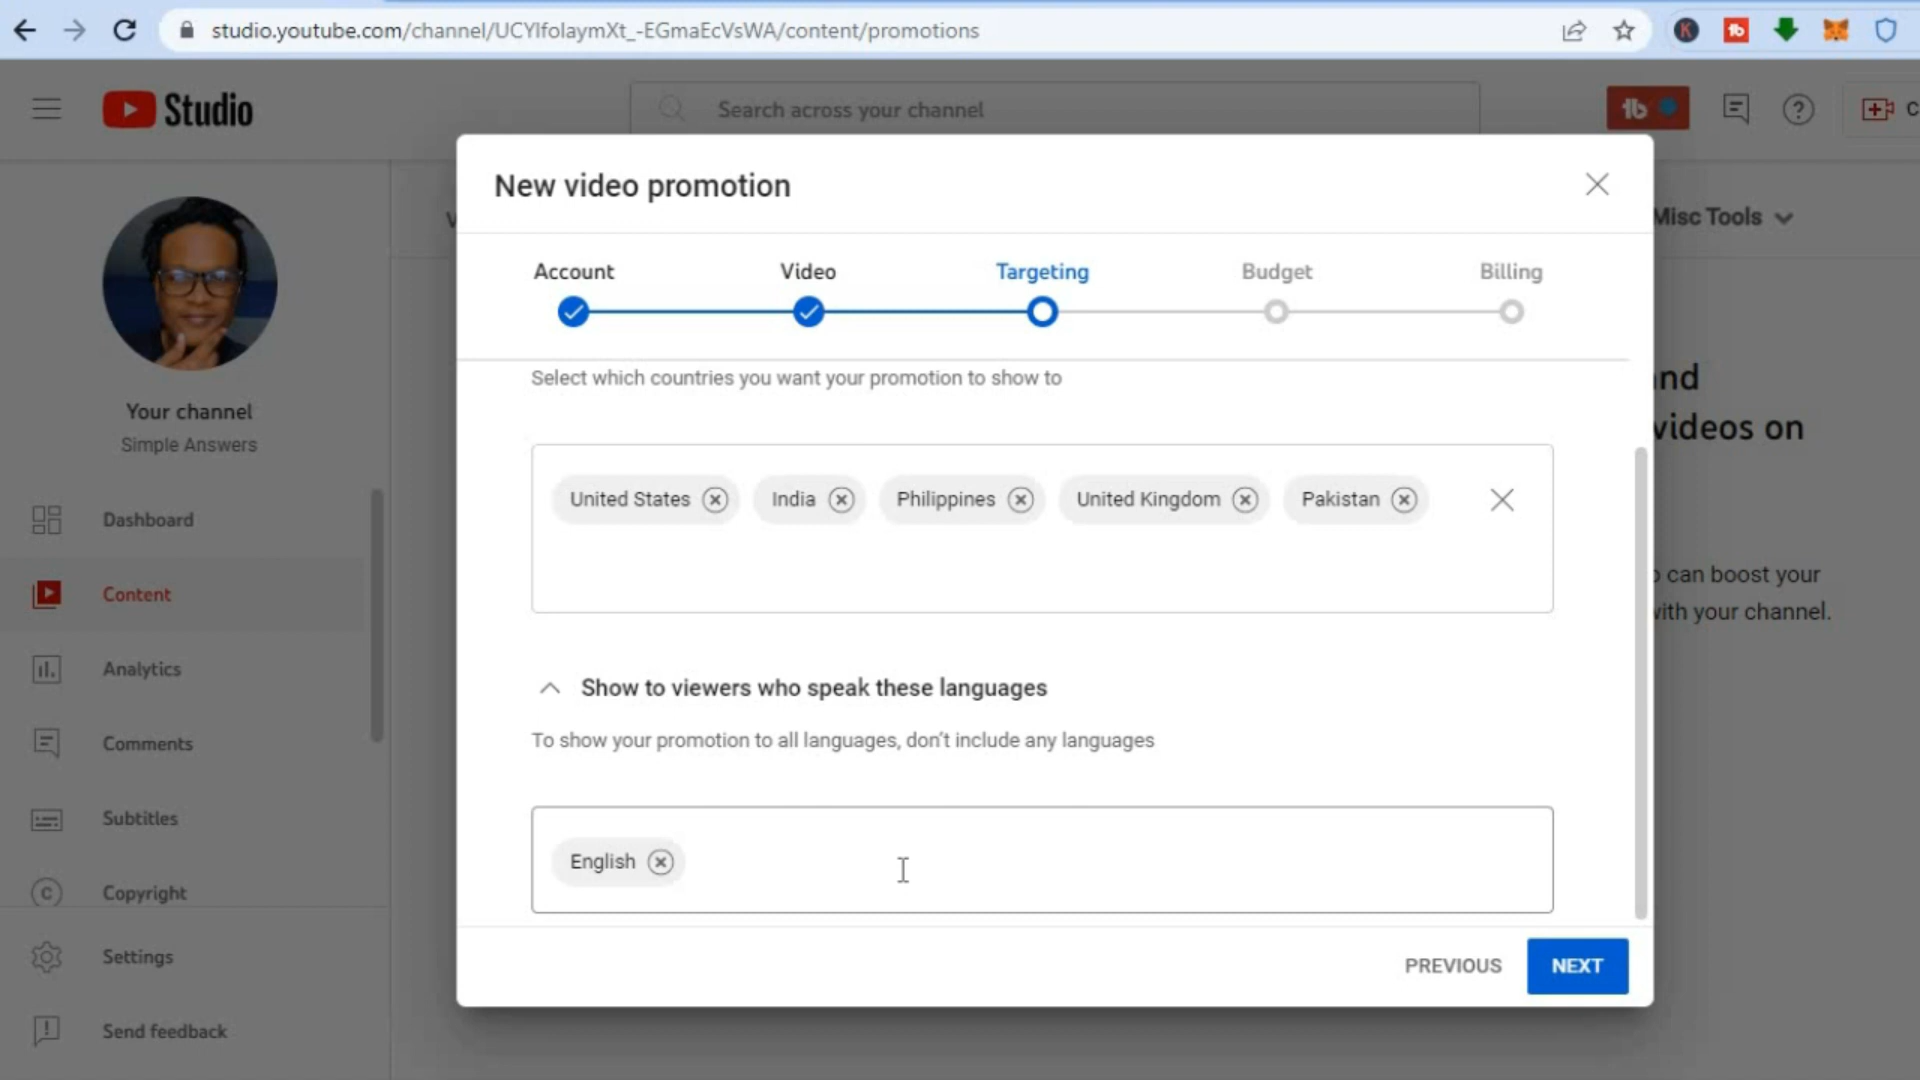 studio.youtube.com/channel/UCYlfolaymXt_-EGmaEcVsWA/content/promotions
Studio
Search across your channel
New video promotion
Misc Tools
Account
Video
Targeting
Budget
Billing
Select which countries you want your promotion to show to
videos on
Your channel
Simple Answers
United States
India
Philippines
United Kingdom
Pakistan
Dashboard
can boost your
Content
with your channel.
Show to viewers who speak these languages
Analytics
To show your promotion to all languages, don't include any languages
Comments
Subtitles
English
Copyright
Settings
PREVIOUS
NEXT
Send feedback